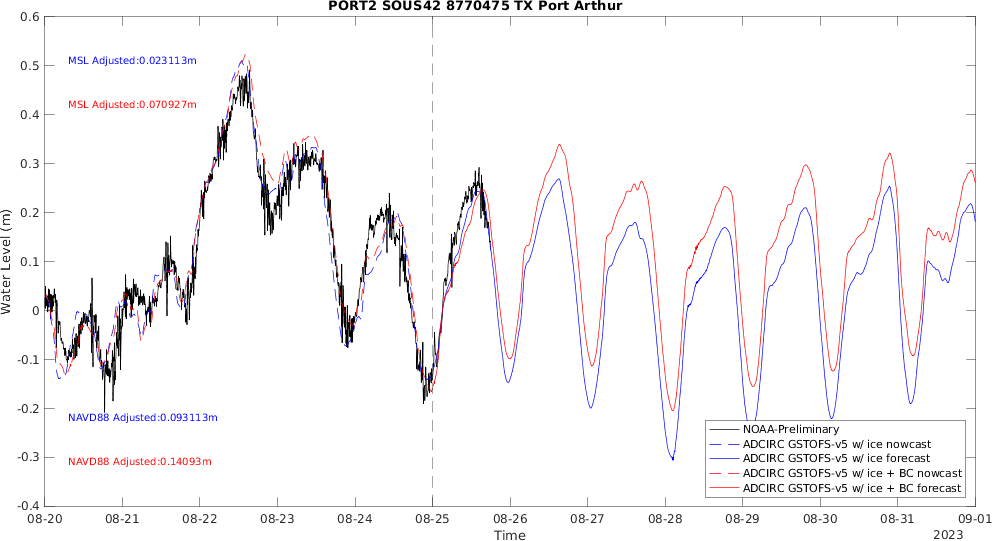 PORT2 SOUS42 8770475 TX Port Arthur
0.6
0.5
0.4
0.3
0.2
0.1
0
-0.1
-0.2
-0.3
-0.4
Water Level (m)
MSL Adjusted:0.023113m
MSL Adjusted:0.070927m
NAVD88 Adjusted:0.093113m
NAVD88 Adjusted:0.14093m
NOAA-Preliminary
ADCIRC GSTOFS-v5 w/ ice nowcast
ADCIRC GSTOFS-v5 w/ ice forecast
ADCIRC GSTOFS-v5 w/ ice + BC nowcast
ADCIRC GSTOFS-v5 w/ ice + BC forecast
08-20 08-21 08-22 08-23 08-24 08-25 08-26 08-27 08-28 08-29 08-30 08-31 09-01
Time
2023